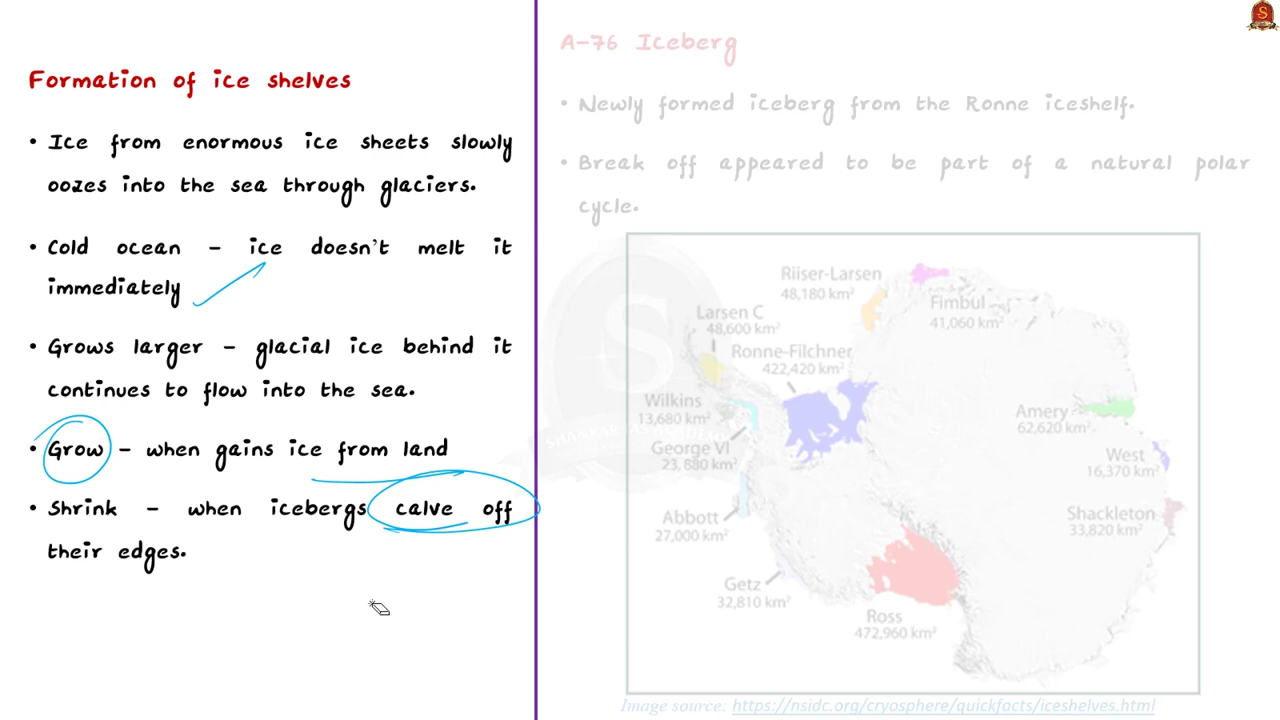 Formation of ice shelves
• Ice from enormous ice sheets slowly
oozes into the sea through glaciers.
• Cold ocean – ice doesn't melt it
immediately
• Grows larger – glacial ice behind it
continues to flow into the sea.
• Grow – when gains ice from land
• Shrink – when icebergs calve off
their edges.
A-76 Iceberg
• Newly formed iceberg from the Ronne iceshelf.
• Break off appeared to be part of a natural polar
cycle.
Riiser-Larsen
48,180 km²
Fimbul
41,060 km²
Larsen C
48,600 km²
Ronne-Filchner
422,420 km²
Wilkins
13,680 km²
George VI
23,880 km²
Amery
62,620 km²
West
16,370 km²
Abbott
27,000 km²
Shackleton
33,820 km²
Getz
32,810 km²
Ross
472,960 km²
Image source: https://nsidc.org/cryosphere/quickfacts/iceshelves.html